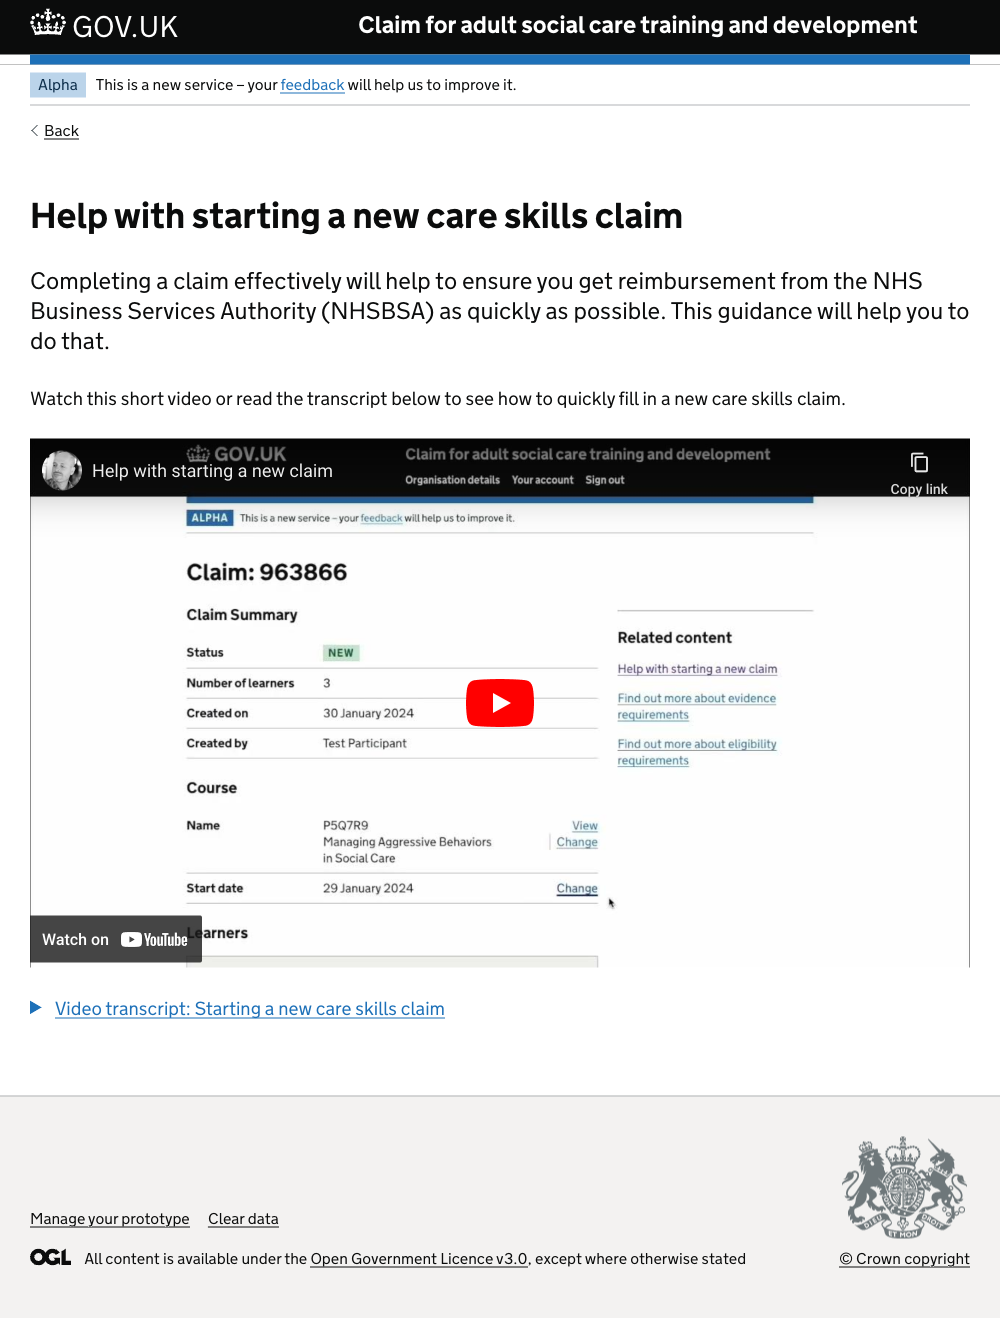 GOV.UK
Claim for adult social care training and development
Alpha This is a new service – your feedback will help us to improve it.
Back
Help with starting a new care skills claim
Completing a claim effectively will help to ensure you get reimbursement from the NHS
Business Services Authority (NHSBSA) as quickly as possible. This guidance will help you to
do that.
Watch this short video or read the transcript below to see how to quickly fill in a new care skills claim.
GOV.UK
Claim for adult social care training and development
Help with starting a new claim
Organisation details Your account Sign out
Copy link
ALPHA This is a new service – your feedback will help us to improve it.
Claim: 963866
Claim Summary
Status NEW
Number of learners 3
Created on 30 January 2024
Created by Test Participant
Related content
Help with starting a new claim
Find out more about evidence
requirements
Find out more about eligibility
requirements
Course
Name P5Q7R9 View
Managing Aggressive Behaviors Change
in Social Care
Start date 29 January 2024 Change
Learners
Watch on YouTube
Video transcript: Starting a new care skills claim
Manage your prototype Clear data
OGL All content is available under the Open Government Licence v3.0, except where otherwise stated
© Crown copyright